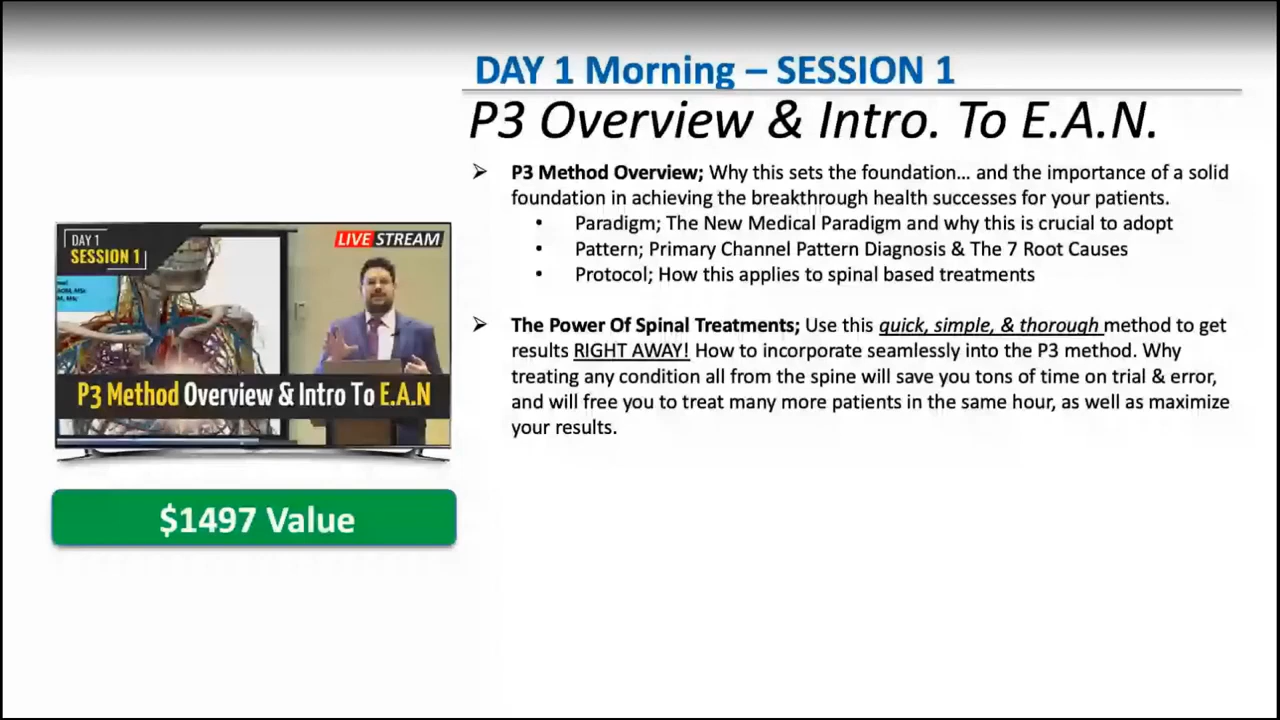 DAY 1 Morning – SESSION 1
P3 Overview & Intro. To E.A.N.
➢ P3 Method Overview; Why this sets the foundation... and the importance of a solid
foundation in achieving the breakthrough health successes for your patients.
• Paradigm; The New Medical Paradigm and why this is crucial to adopt
• Pattern; Primary Channel Pattern Diagnosis & The 7 Root Causes
• Protocol; How this applies to spinal based treatments
➢ The Power Of Spinal Treatments; Use this quick, simple, & thorough method to get
results RIGHT AWAY! How to incorporate seamlessly into the P3 method. Why
treating any condition all from the spine will save you tons of time on trial & error,
and will free you to treat many more patients in the same hour, as well as maximize
your results.
DAY 1
SESSION 1
LIVE STREAM
P3 Method Overview & Intro To E.A.N
$1497 Value